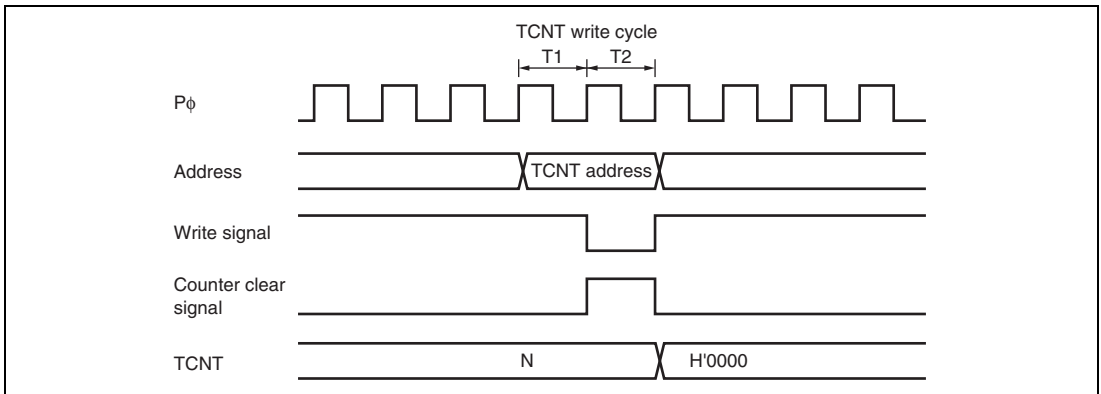 TCNT write cycle
T1 T2
Pϕ
Address
TCNT address
Write signal
Counter clear
signal
TCNT
N
H'0000